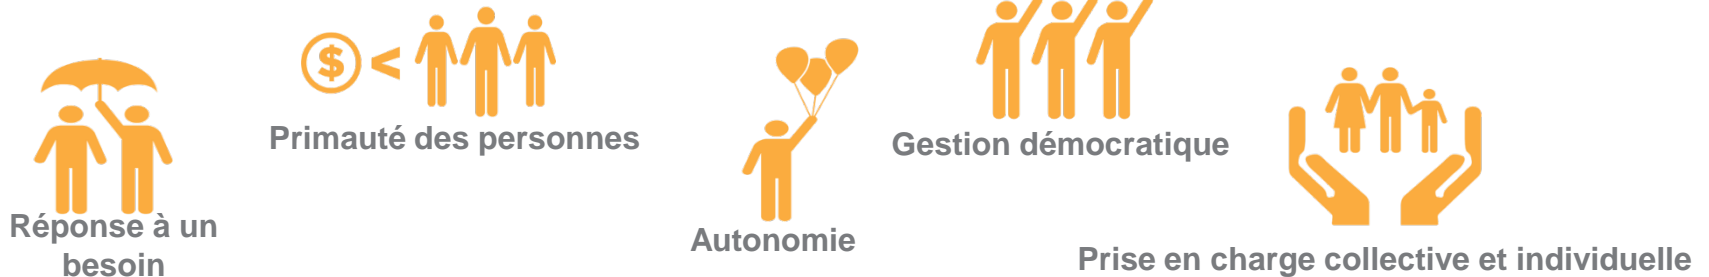 $ <
Primauté des personnes
Gestion démocratique
Réponse à un
besoin
Autonomie
Prise en charge collective et individuelle